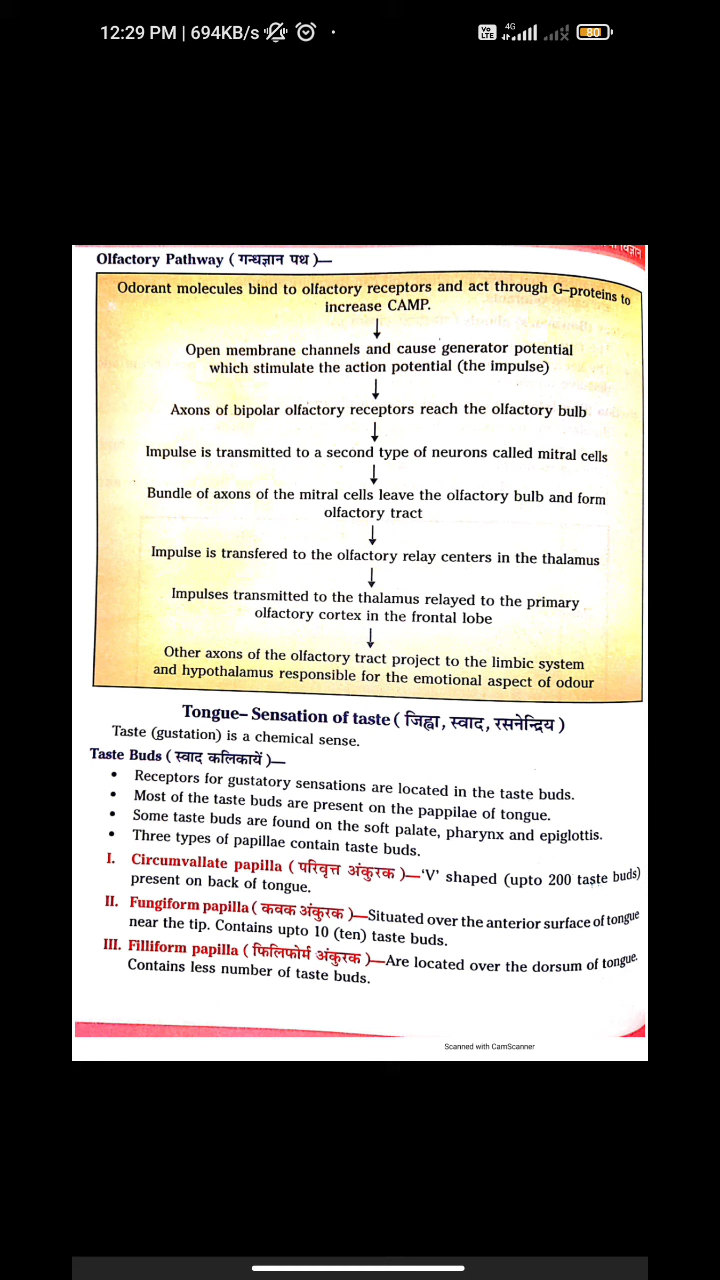 12:29 PM | 694KB/s
Vo LTE 4G 80
Olfactory Pathway ( गन्धज्ञान पथ )—
Odorant molecules bind to olfactory receptors and act through G-proteins to
increase CAMP.
Open membrane channels and cause generator potential
which stimulate the action potential (the impulse)
Axons of bipolar olfactory receptors reach the olfactory bulb
Impulse is transmitted to a second type of neurons called mitral cells
Bundle of axons of the mitral cells leave the olfactory bulb and form
olfactory tract
Impulse is transfered to the olfactory relay centers in the thalamus
Impulses transmitted to the thalamus relayed to the primary
olfactory cortex in the frontal lobe
Other axons of the olfactory tract project to the limbic system
and hypothalamus responsible for the emotional aspect of odour
Tongue– Sensation of taste ( जिह्वा, स्वाद, रसनेन्द्रिय )
Taste (gustation) is a chemical sense.
Taste Buds ( स्वाद कलिकायें )—
• Receptors for gustatory sensations are located in the taste buds.
• Most of the taste buds are present on the pappilae of tongue.
• Some taste buds are found on the soft palate, pharynx and epiglottis.
• Three types of papillae contain taste buds.
I. Circumvallate papilla ( परिवृत्त अंकुरक )—‘V’ shaped (upto 200 taste buds)
present on back of tongue.
II. Fungiform papilla ( कवक अंकुरक )—Situated over the anterior surface of tongue
near the tip. Contains upto 10 (ten) taste buds.
III. Filliform papilla ( फिलिफोर्म अंकुरक )—Are located over the dorsum of tongue.
Contains less number of taste buds.
Scanned with CamScanner